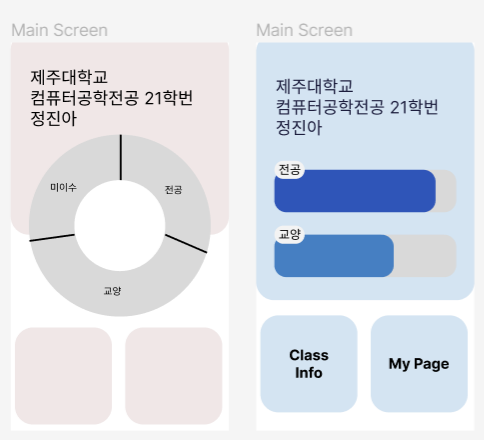 Main Screen
제주대학교
컴퓨터공학전공 21학번
정진아
미이수
전공
교양
Main Screen
제주대학교
컴퓨터공학전공 21학번
정진아
전공
교양
Class
Info
My Page